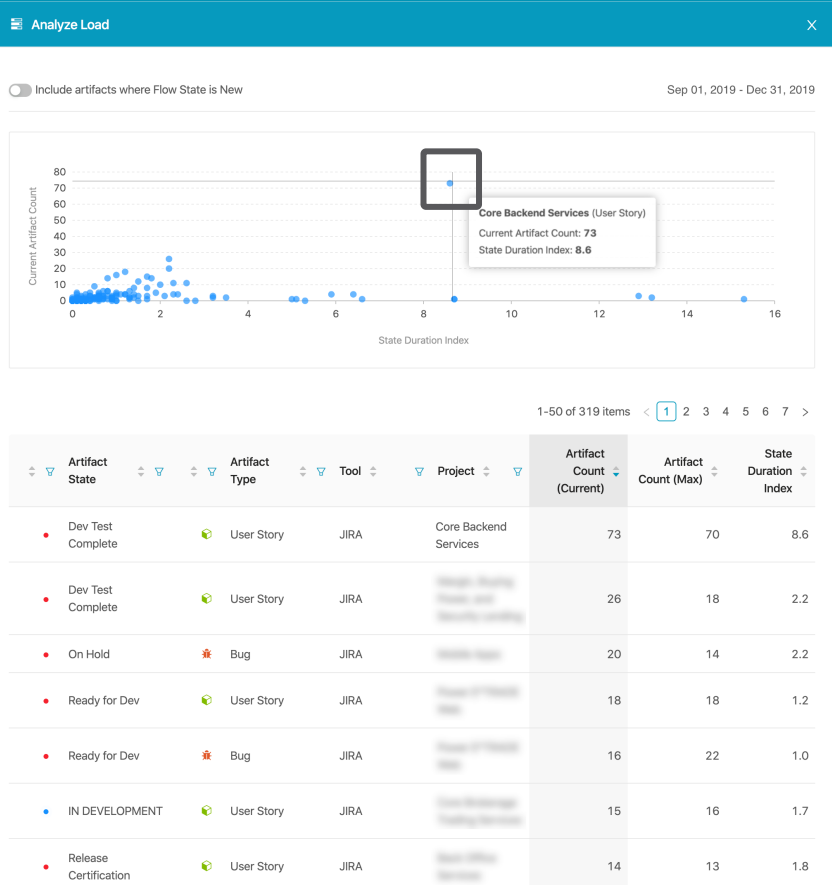 Analyze Load
Include artifacts where Flow State is New
Sep 01, 2019 - Dec 31, 2019
Current Artifact Count
80
70
60
50
40
30
20
10
0
0 2 4 6 8 10 12 14 16
State Duration Index
Core Backend Services (User Story)
Current Artifact Count: 73
State Duration Index: 8.6
1-50 of 319 items < 1 2 3 4 5 6 7 >
Artifact
State
Artifact
Type
Tool
Project
Artifact
Count
(Current)
Artifact
Count (Max)
State
Duration
Index
Dev Test
Complete
User Story
JIRA
Core Backend
Services
73
70
8.6
Dev Test
Complete
User Story
JIRA
26
18
2.2
On Hold
Bug
JIRA
20
14
2.2
Ready for Dev
User Story
JIRA
18
18
1.2
Ready for Dev
Bug
JIRA
16
22
1.0
IN DEVELOPMENT
User Story
JIRA
15
16
1.7
Release
Certification
User Story
JIRA
14
13
1.8